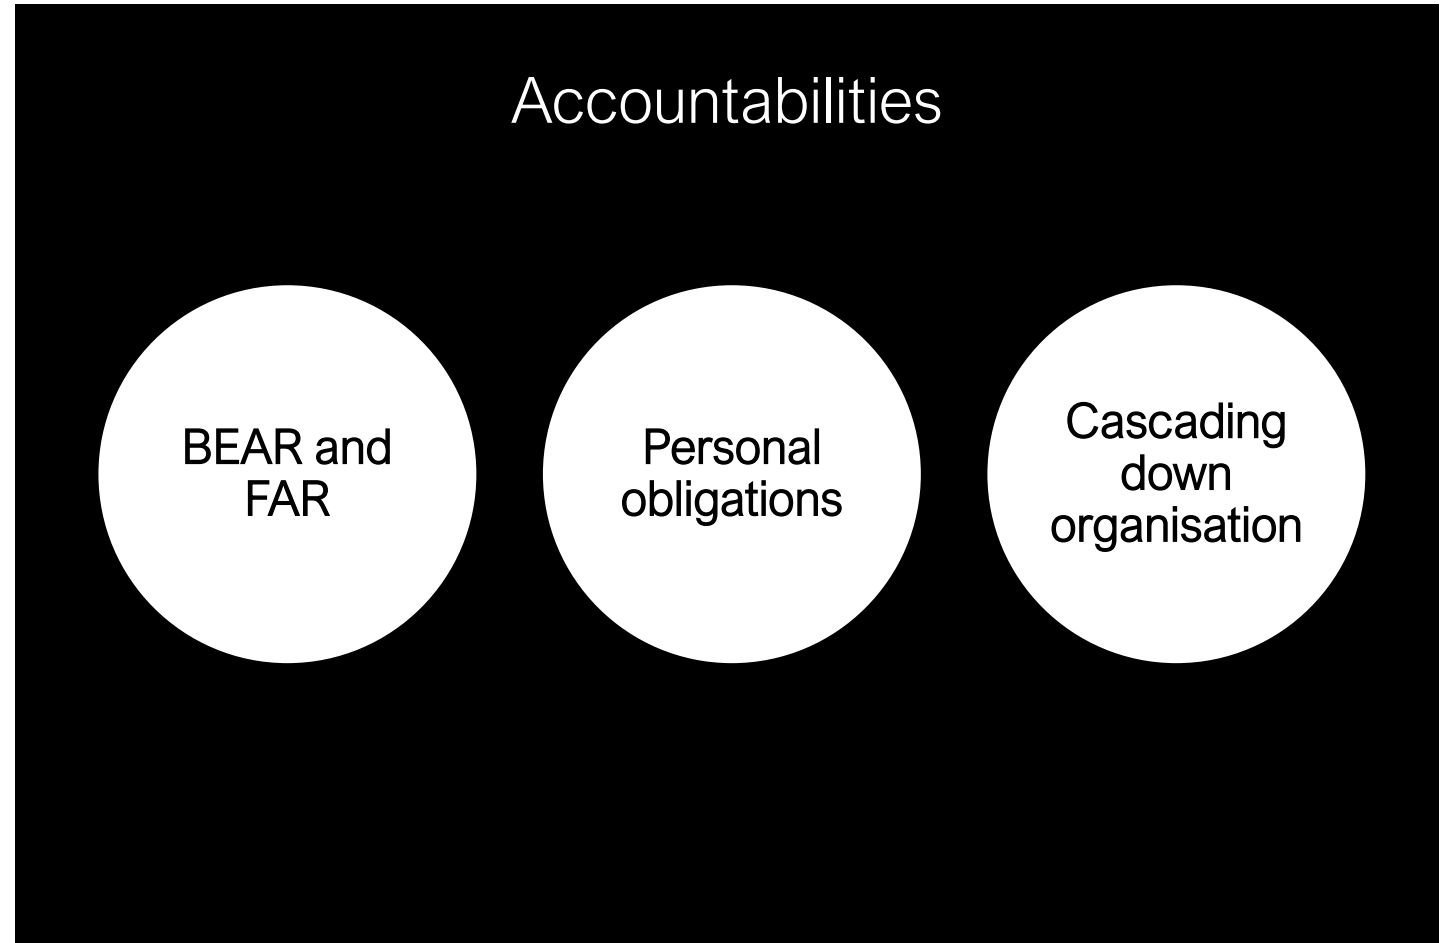 Accountabilities
BEAR and
FAR
Personal
obligations
Cascading
down
organisation